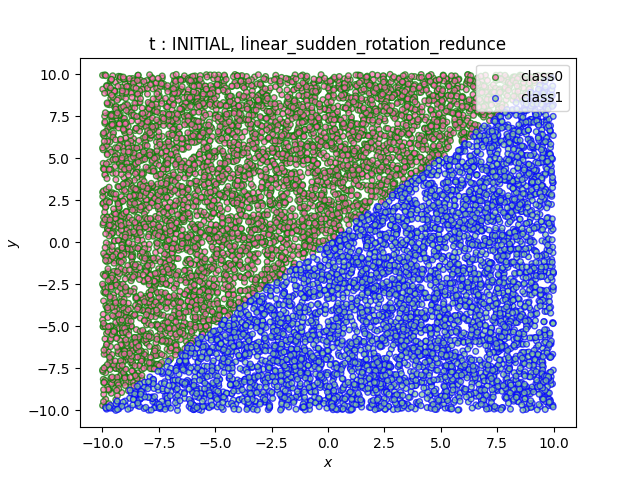 t : INITIAL, linear_sudden_rotation_redunce
class0
class1
10.0
7.5
5.0
2.5
0.0
−2.5
−5.0
−7.5
−10.0
y
−10.0 −7.5 −5.0 −2.5 0.0 2.5 5.0 7.5 10.0
x